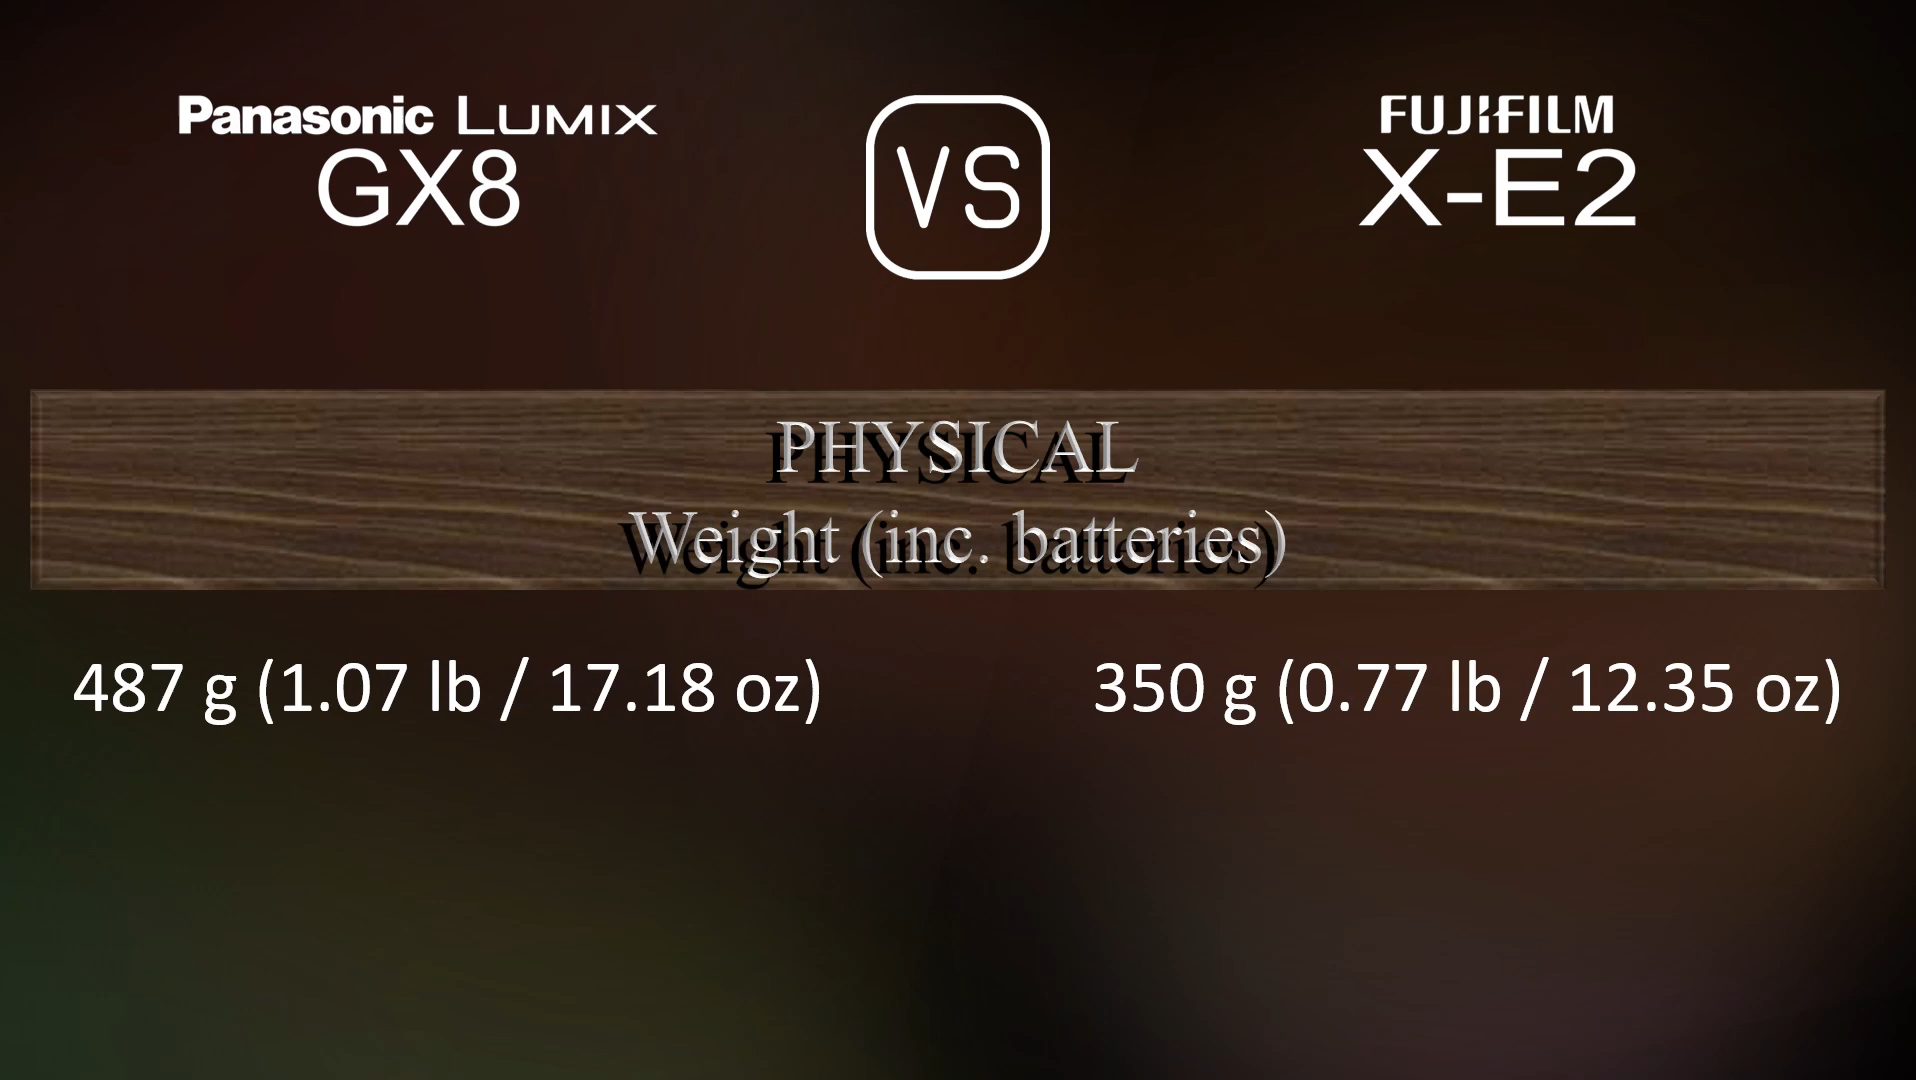 Panasonic LUMIX
GX8
VS
FUJIFILM
X-E2
PHYSICAL
Weight (inc. batteries)
487 g (1.07 lb / 17.18 oz)
350 g (0.77 lb / 12.35 oz)